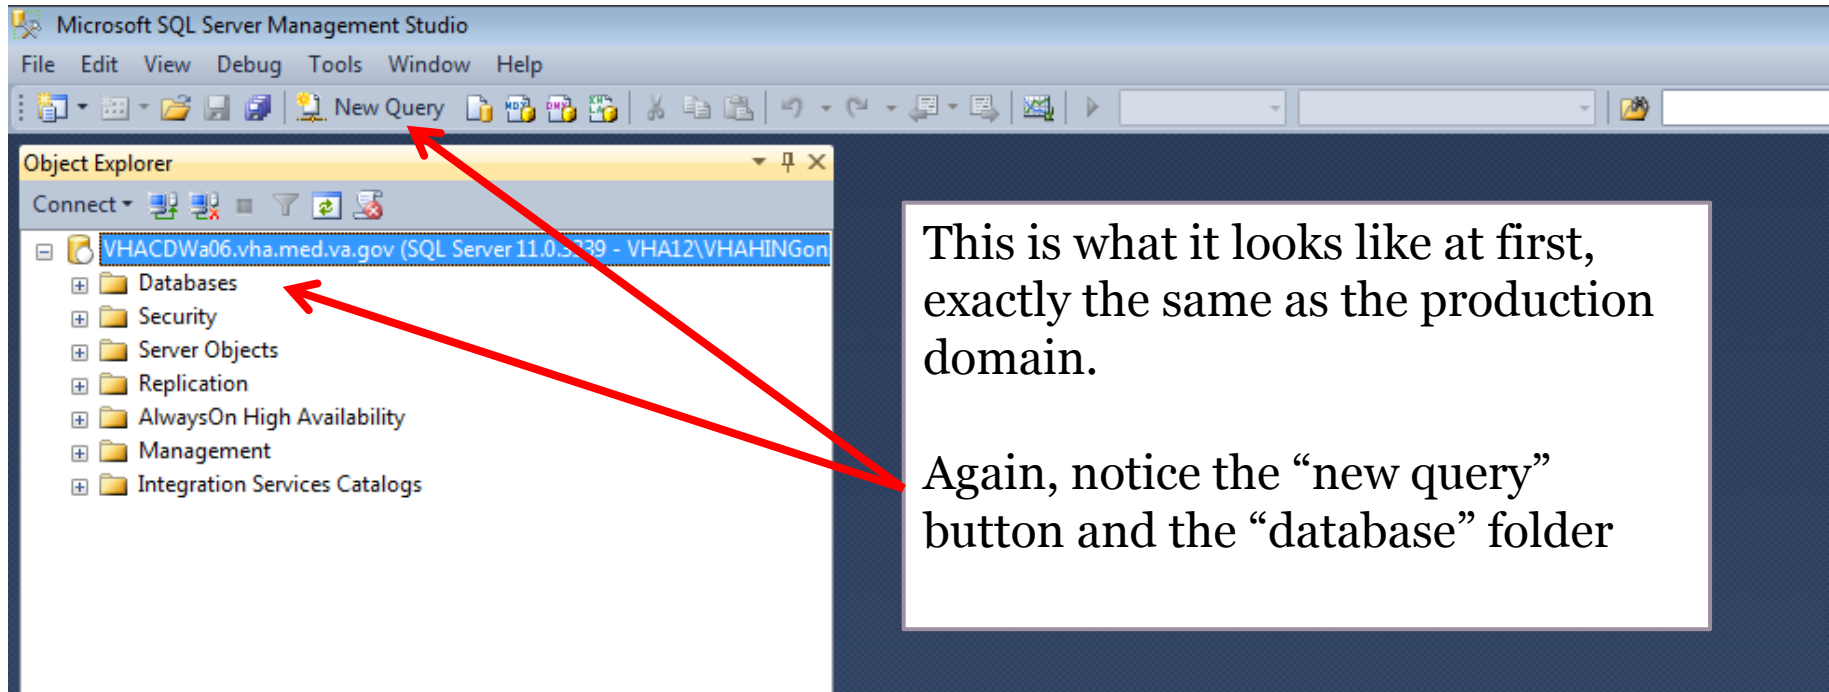 Microsoft SQL Server Management Studio
File Edit View Debug Tools Window Help
New Query
Object Explorer
Connect
VHACDWa06.vha.med.va.gov (SQL Server 11.0.3339 - VHA12\VHAHINGon
Databases
Security
Server Objects
Replication
AlwaysOn High Availability
Management
Integration Services Catalogs
This is what it looks like at first,
exactly the same as the production
domain.
Again, notice the “new query”
button and the “database” folder